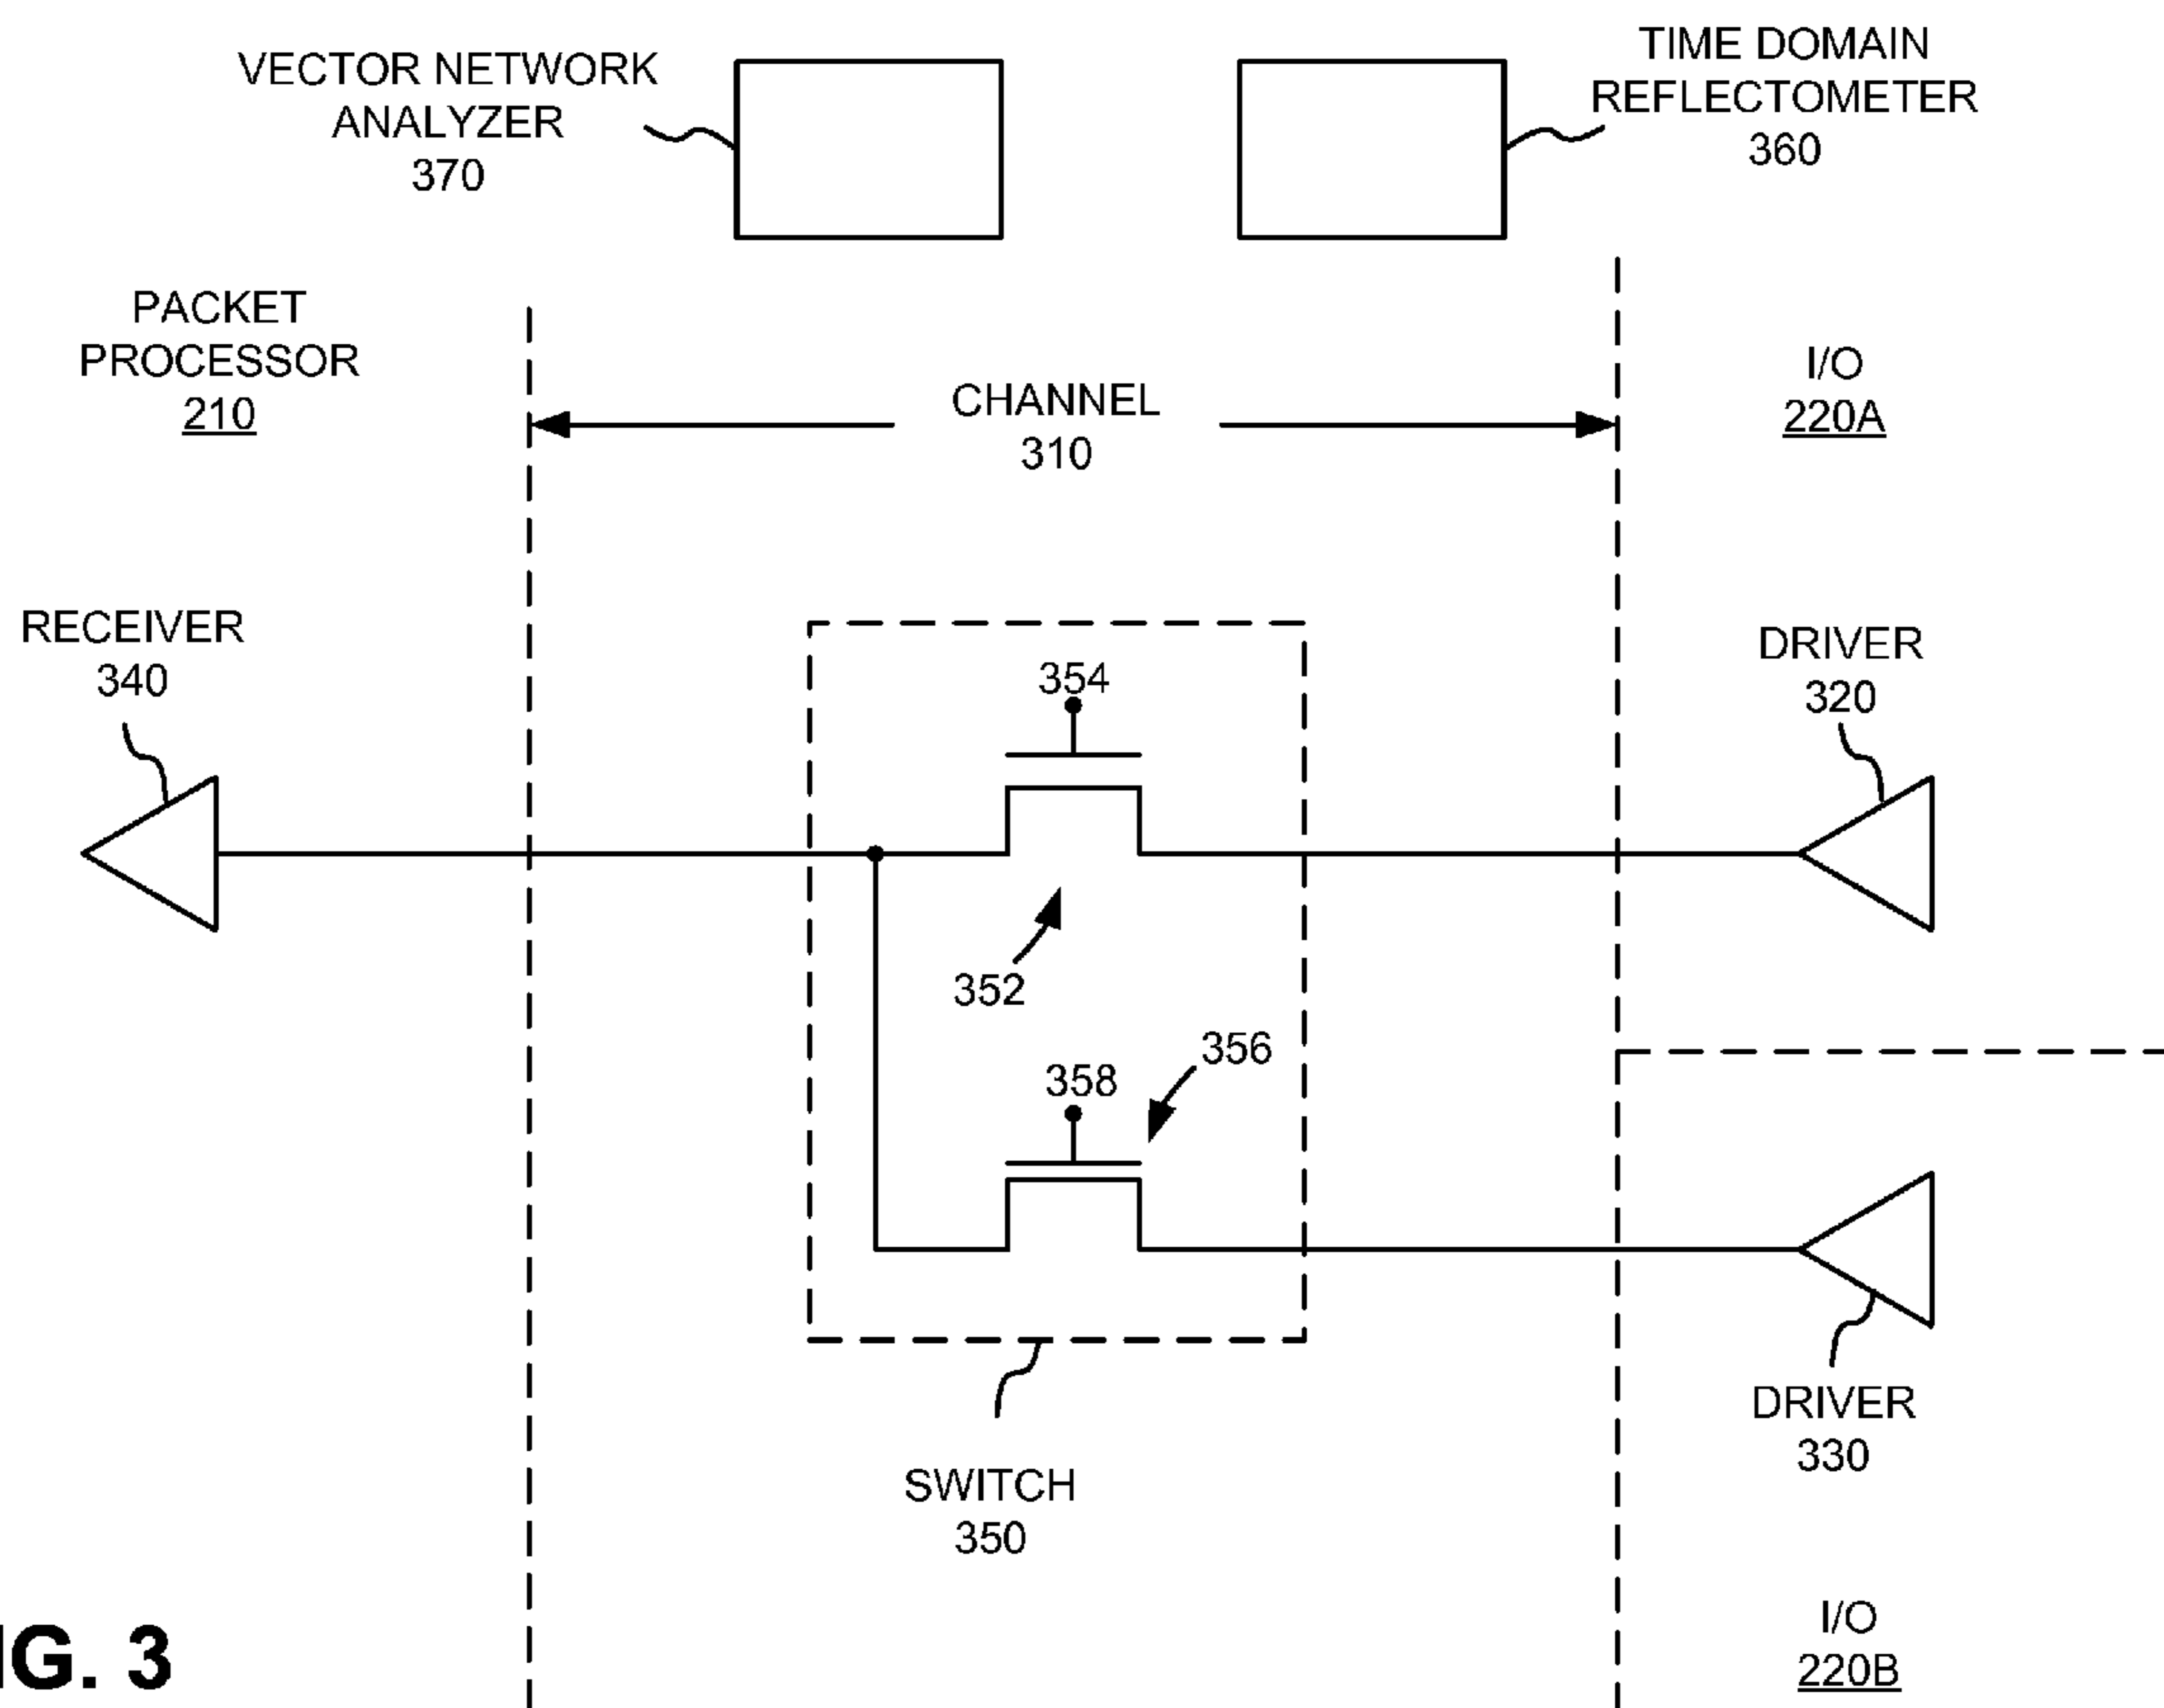 VECTOR NETWORK
ANALYZER
370
TIME DOMAIN
REFLECTOMETER
360
PACKET
PROCESSOR
210
CHANNEL
310
I/O
220A
RECEIVER
340
354
DRIVER
320
352
356
358
DRIVER
330
SWITCH
350
I/O
220B
G. 3